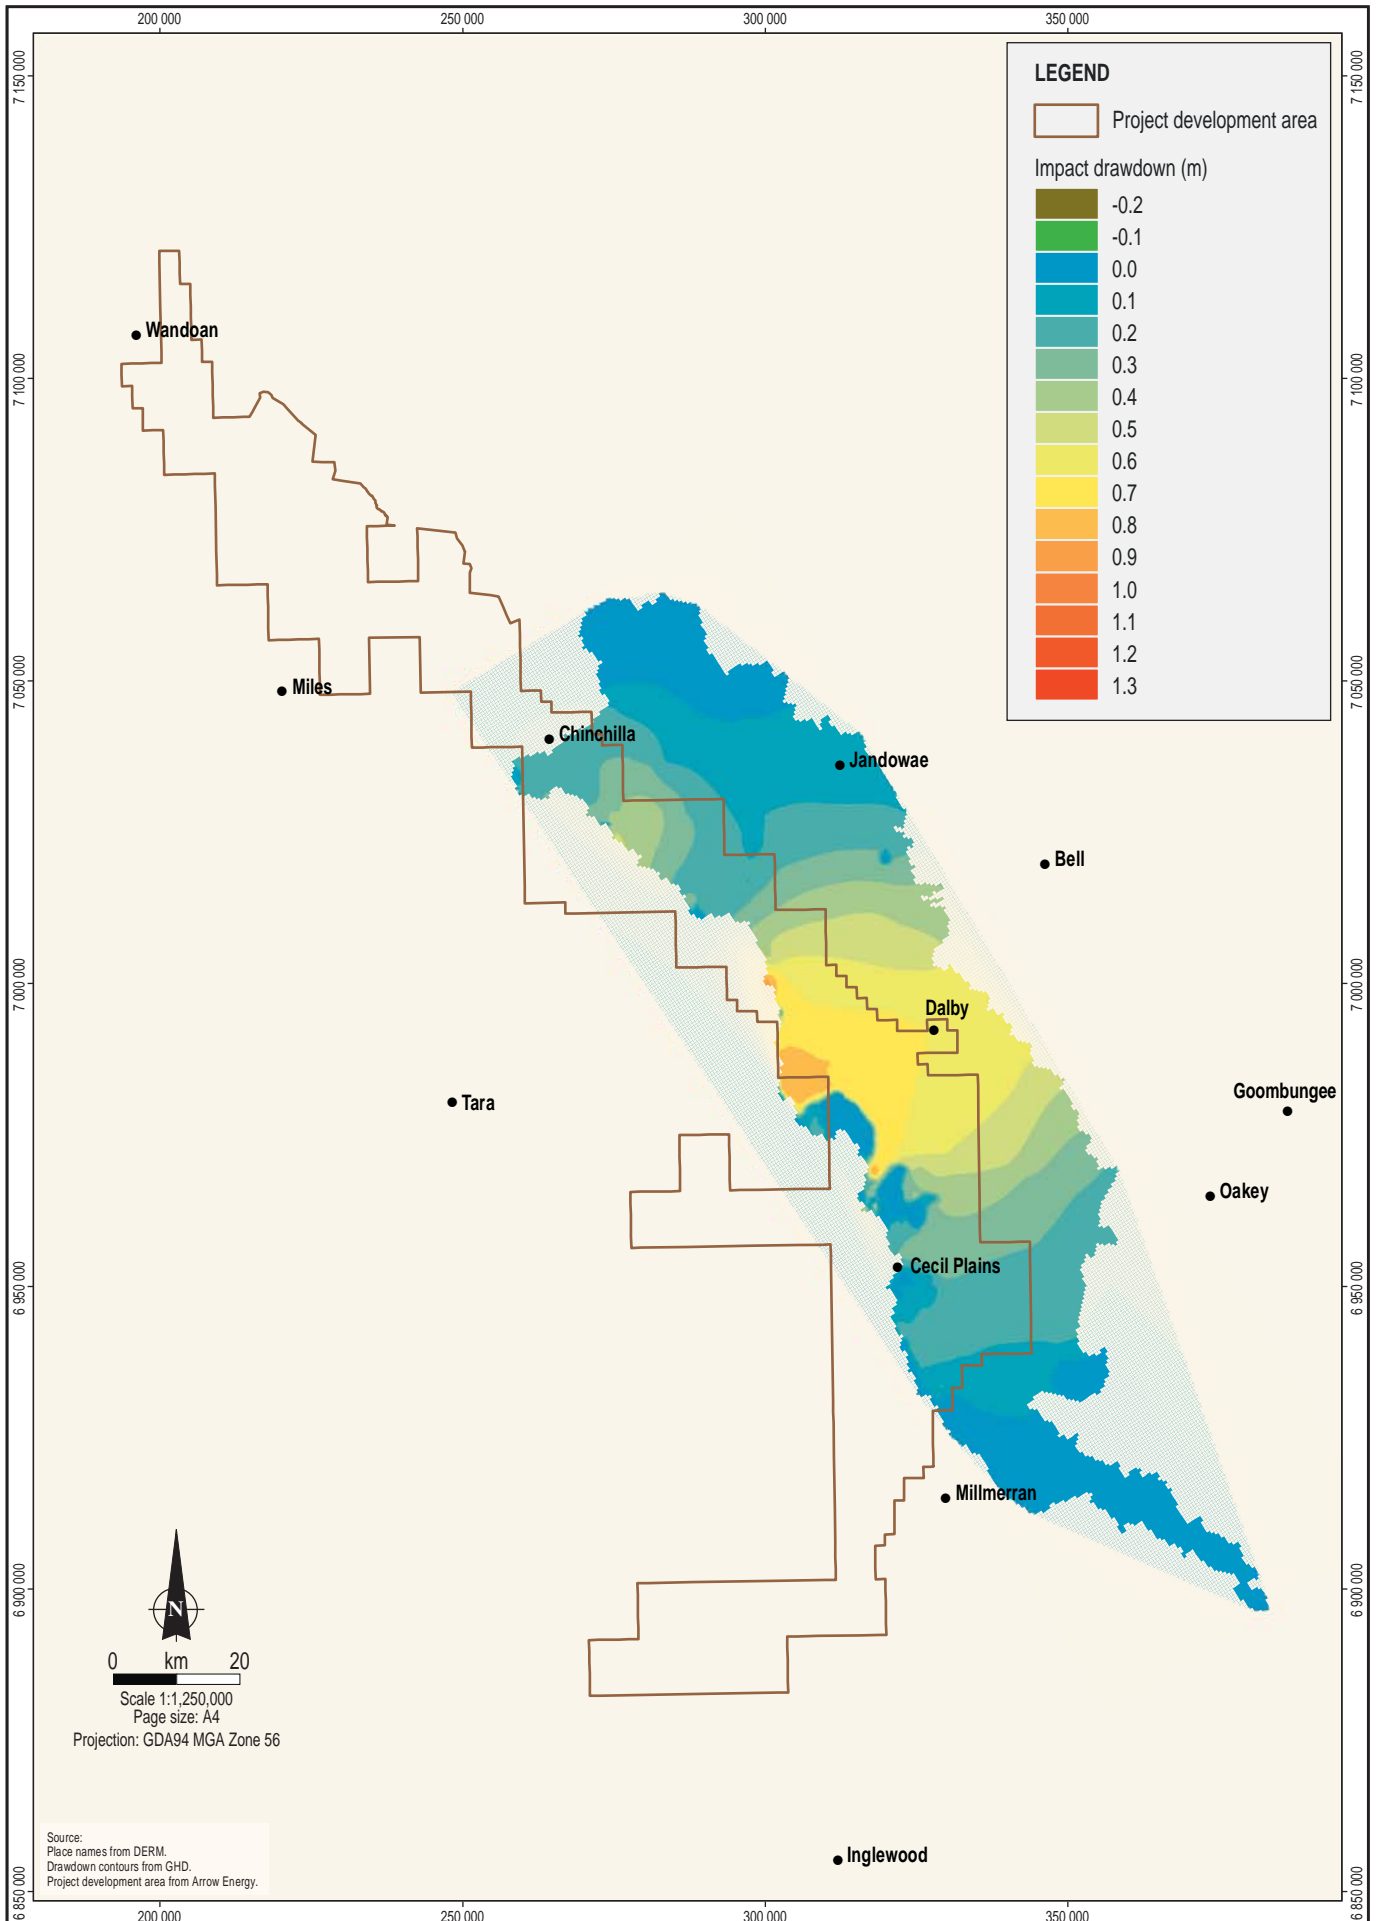 200 000
250 000
300 000
350 000
7 150 000
7 150 000
LEGEND
Project development area
Impact drawdown (m)
-0.2
-0.1
0.0
0.1
0.2
0.3
0.4
0.5
0.6
0.7
0.8
0.9
1.0
1.1
1.2
1.3
Wandoan
7 100 000
7 100 000
Miles
7 050 000
7 050 000
Chinchilla
Jandowae
Bell
7 000 000
7 000 000
Dalby
Goombungee
Tara
Oakey
Cecil Plains
6 950 000
6 950 000
Millmerran
6 900 000
6 900 000
N
0 km 20
Scale 1:1,250,000
Page size: A4
Projection: GDA94 MGA Zone 56
Source:
Place names from DERM.
Drawdown contours from GHD.
Project development area from Arrow Energy.
Inglewood
6 850 000
6 850 000
200 000
250 000
300 000
350 000